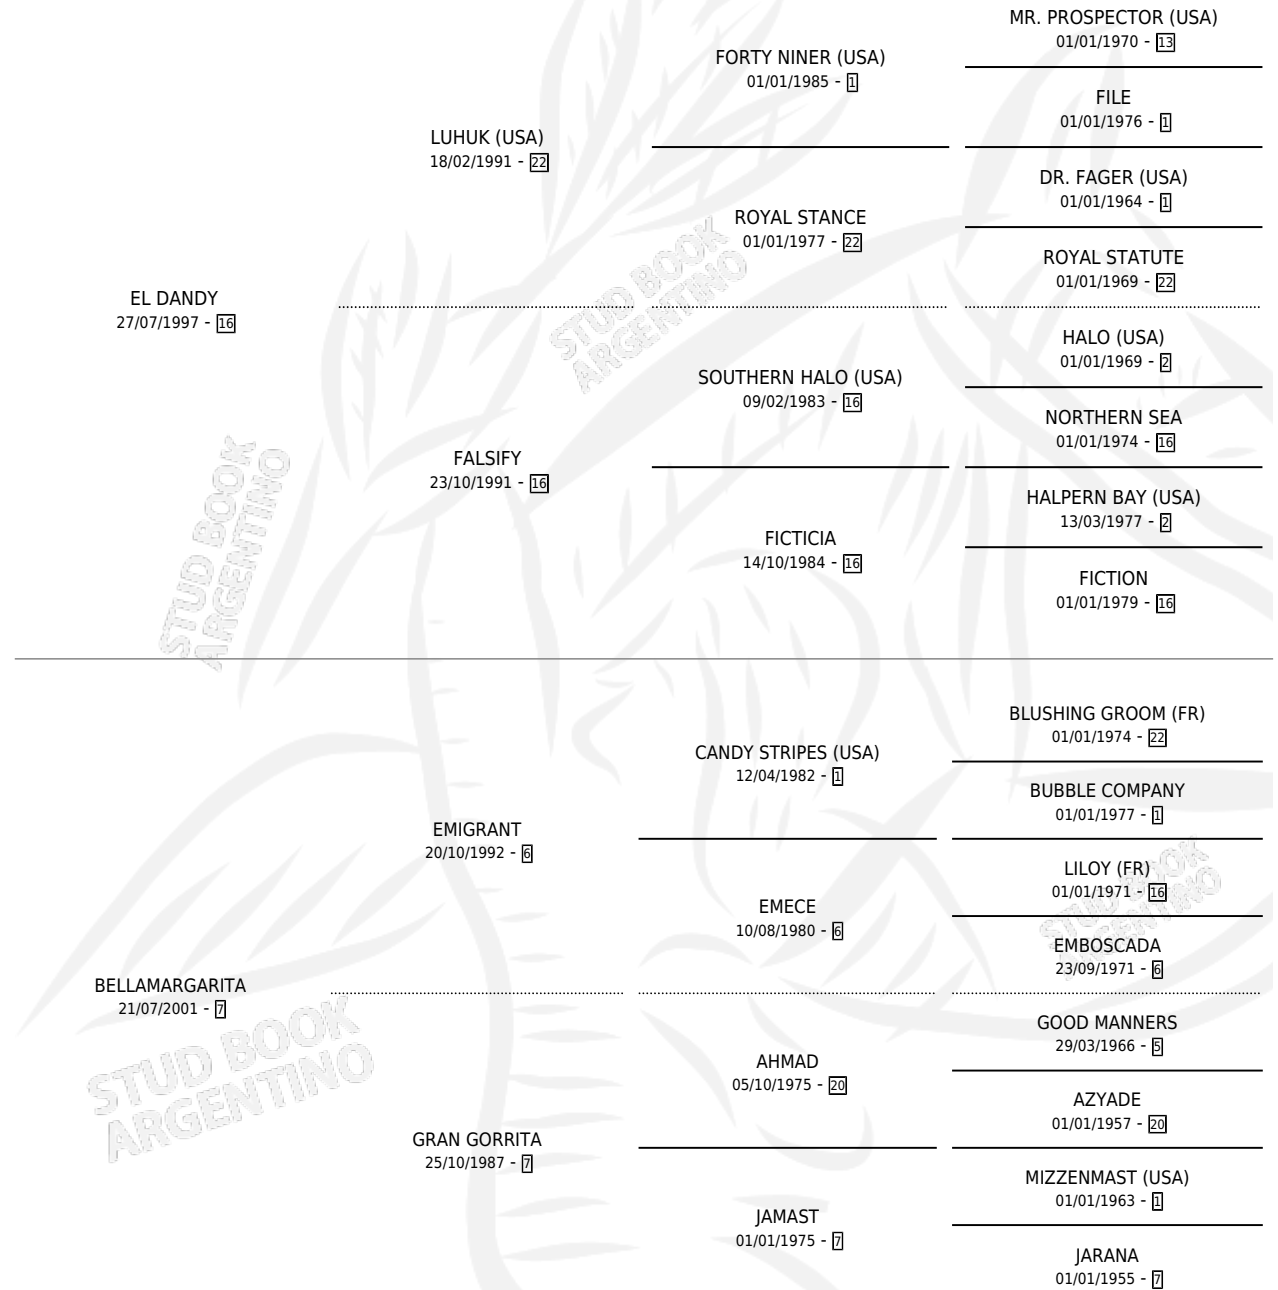 MR. PROSPECTOR (USA)
01/01/1970 - 13
FORTY NINER (USA)
01/01/1985 - 1
FILE
01/01/1976 - 1
LUHUK (USA)
18/02/1991 - 22
DR. FAGER (USA)
01/01/1964 - 1
ROYAL STANCE
01/01/1977 - 22
ROYAL STATUTE
01/01/1969 - 22
EL DANDY
27/07/1997 - 16
HALO (USA)
01/01/1969 - 2
SOUTHERN HALO (USA)
09/02/1983 - 16
NORTHERN SEA
01/01/1974 - 16
FALSIFY
23/10/1991 - 16
HALPERN BAY (USA)
13/03/1977 - 2
FICTICIA
14/10/1984 - 16
FICTION
01/01/1979 - 16
BLUSHING GROOM (FR)
01/01/1974 - 22
CANDY STRIPES (USA)
12/04/1982 - 1
BUBBLE COMPANY
01/01/1977 - 1
EMIGRANT
20/10/1992 - 6
LILOY (FR)
01/01/1971 - 16
EMECE
10/08/1980 - 6
EMBOSCADA
23/09/1971 - 6
BELLAMARGARITA
21/07/2001 - 7
GOOD MANNERS
29/03/1966 - 5
AHMAD
05/10/1975 - 20
AZYADE
01/01/1957 - 20
GRAN GORRITA
25/10/1987 - 7
MIZZENMAST (USA)
01/01/1963 - 1
JAMAST
01/01/1975 - 7
JARANA
01/01/1955 - 7
STUD BOOK
ARGENTINO
STUD BOOK
ARGENTINO
STUD BOOK
ARGENTINO
STUD BOOK
ARGENTINO